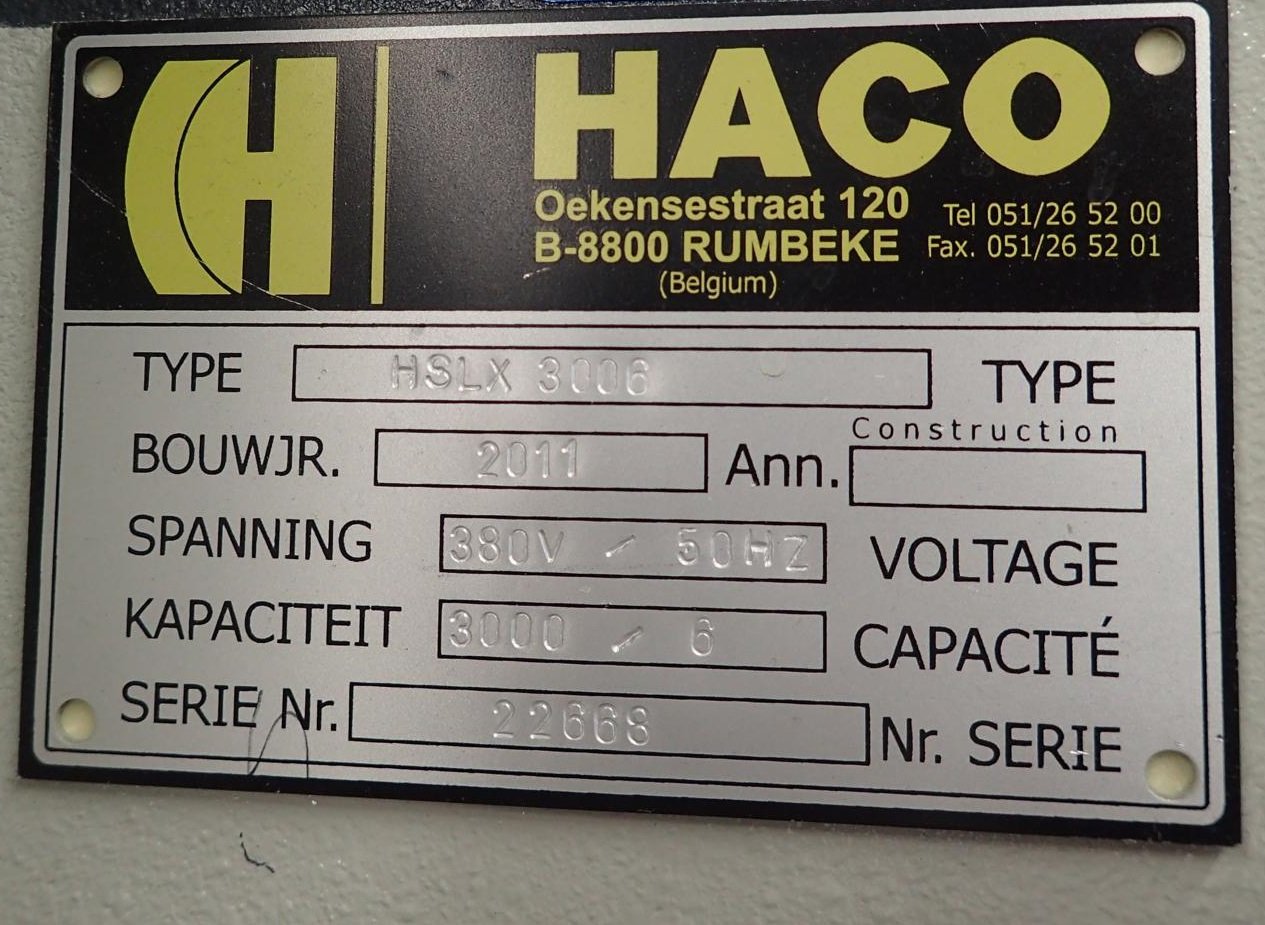 HACO
Oekensestraat 120
B-8800 RUMBEKE
(Belgium)
Tel 051/26 52 00
Fax. 051/26 52 01
TYPE HSLX 3006 TYPE
BOUWJR. 2011 Ann. Construction
SPANNING 380V / 50HZ VOLTAGE
KAPACITEIT 3000 / 6 CAPACITÉ
SERIE Nr. 22668 Nr. SERIE